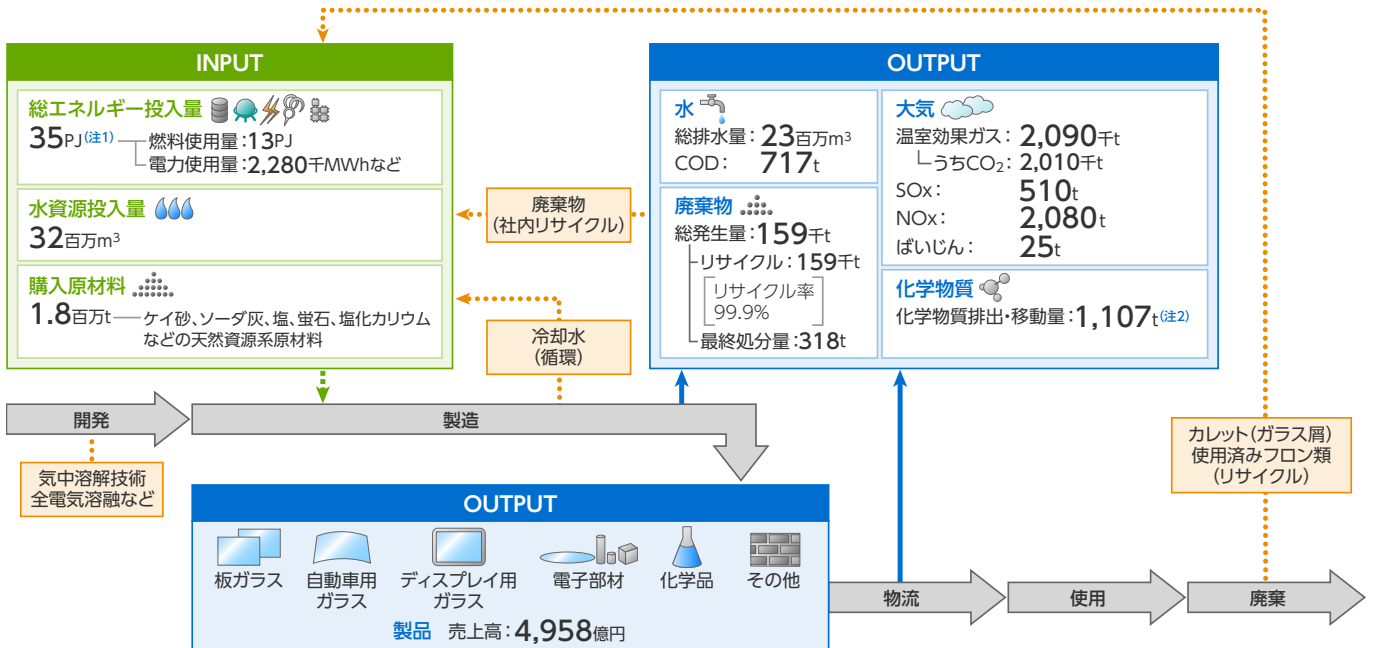 INPUT
総エネルギー投入量
35PJ(注1)
燃料使用量:13PJ
電力使用量:2,280千MWhなど
水資源投入量
32百万m³
購入原材料
1.8百万t
ケイ砂、ソーダ灰、塩、蛍石、塩化カリウム
などの天然資源系原材料
廃棄物
(社内リサイクル)
冷却水
(循環)
OUTPUT
水
総排水量:23百万m³
COD: 717t
廃棄物
総発生量:159千t
リサイクル:159千t
リサイクル率
99.9%
最終処分量:318t
大気
温室効果ガス:2,090千t
うちCO₂:2,010千t
SOx: 510t
NOx: 2,080t
ばいじん: 25t
化学物質
化学物質排出・移動量:1,107t(注2)
開発
製造
気中溶解技術
全電気溶融など
カレット(ガラス屑)
使用済みフロン類
(リサイクル)
OUTPUT
板ガラス
自動車用
ガラス
ディスプレイ用
ガラス
電子部材
化学品
その他
製品 売上高:4,958億円
物流
使用
廃棄